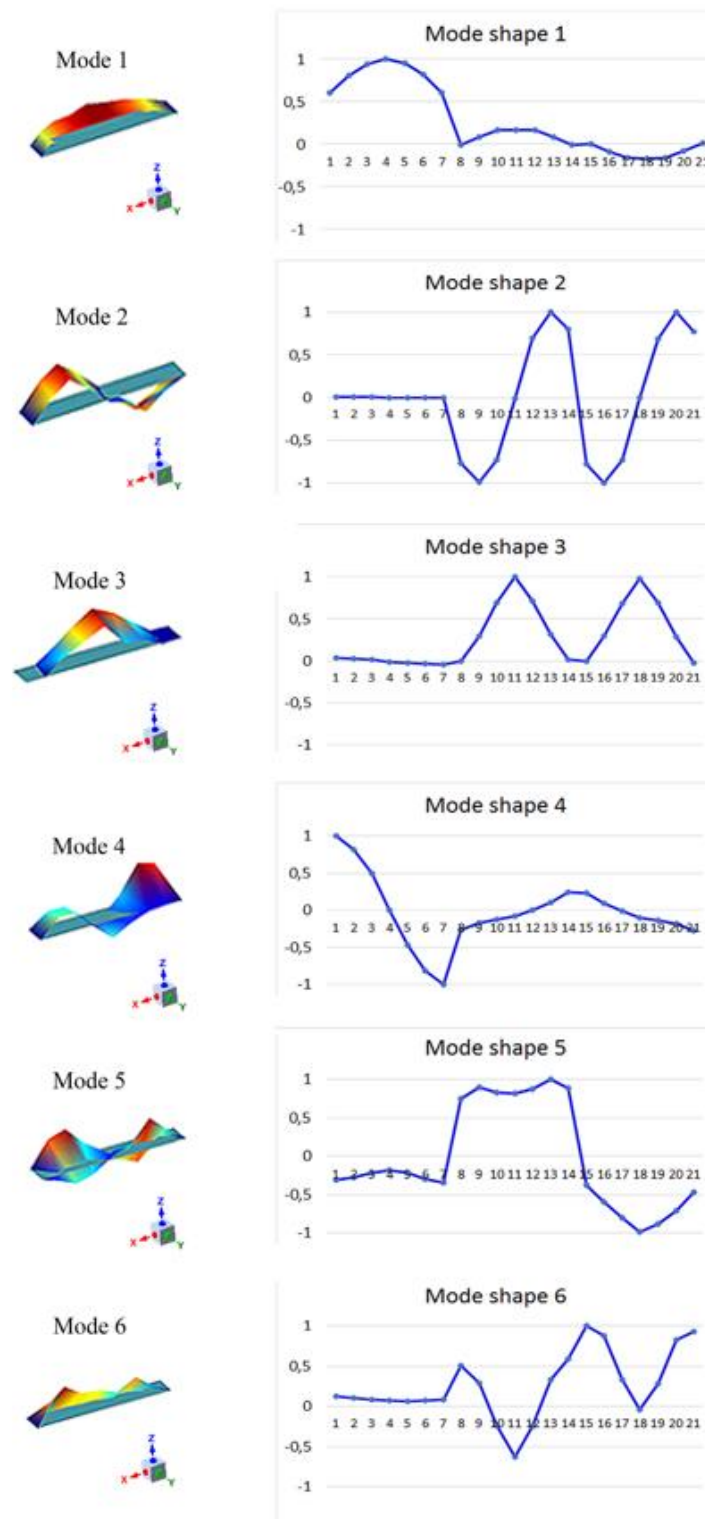 Mode 1
Z
X
Y
Mode shape 1
1
0,5
0
1 2 3 4 5 6 7 8 9 10 11 12 13 14 15 16 17 18 19 20 21
-0,5
-1
Mode 2
Z
X
Y
Mode shape 2
1
0,5
0
1 2 3 4 5 6 7 8 9 10 11 12 13 14 15 16 17 18 19 20 21
-0,5
-1
Mode 3
Z
X
Y
Mode shape 3
1
0,5
0
1 2 3 4 5 6 7 8 9 10 11 12 13 14 15 16 17 18 19 20 21
-0,5
-1
Mode 4
Z
X
Y
Mode shape 4
1
0,5
0
1 2 3 4 5 6 7 8 9 10 11 12 13 14 15 16 17 18 19 20 21
-0,5
-1
Mode 5
Z
X
Y
Mode shape 5
1
0,5
0
1 2 3 4 5 6 7 8 9 10 11 12 13 14 15 16 17 18 19 20 21
-0,5
-1
Mode 6
Z
X
Y
Mode shape 6
1
0,5
0
1 2 3 4 5 6 7 8 9 10 11 12 13 14 15 16 17 18 19 20 21
-0,5
-1